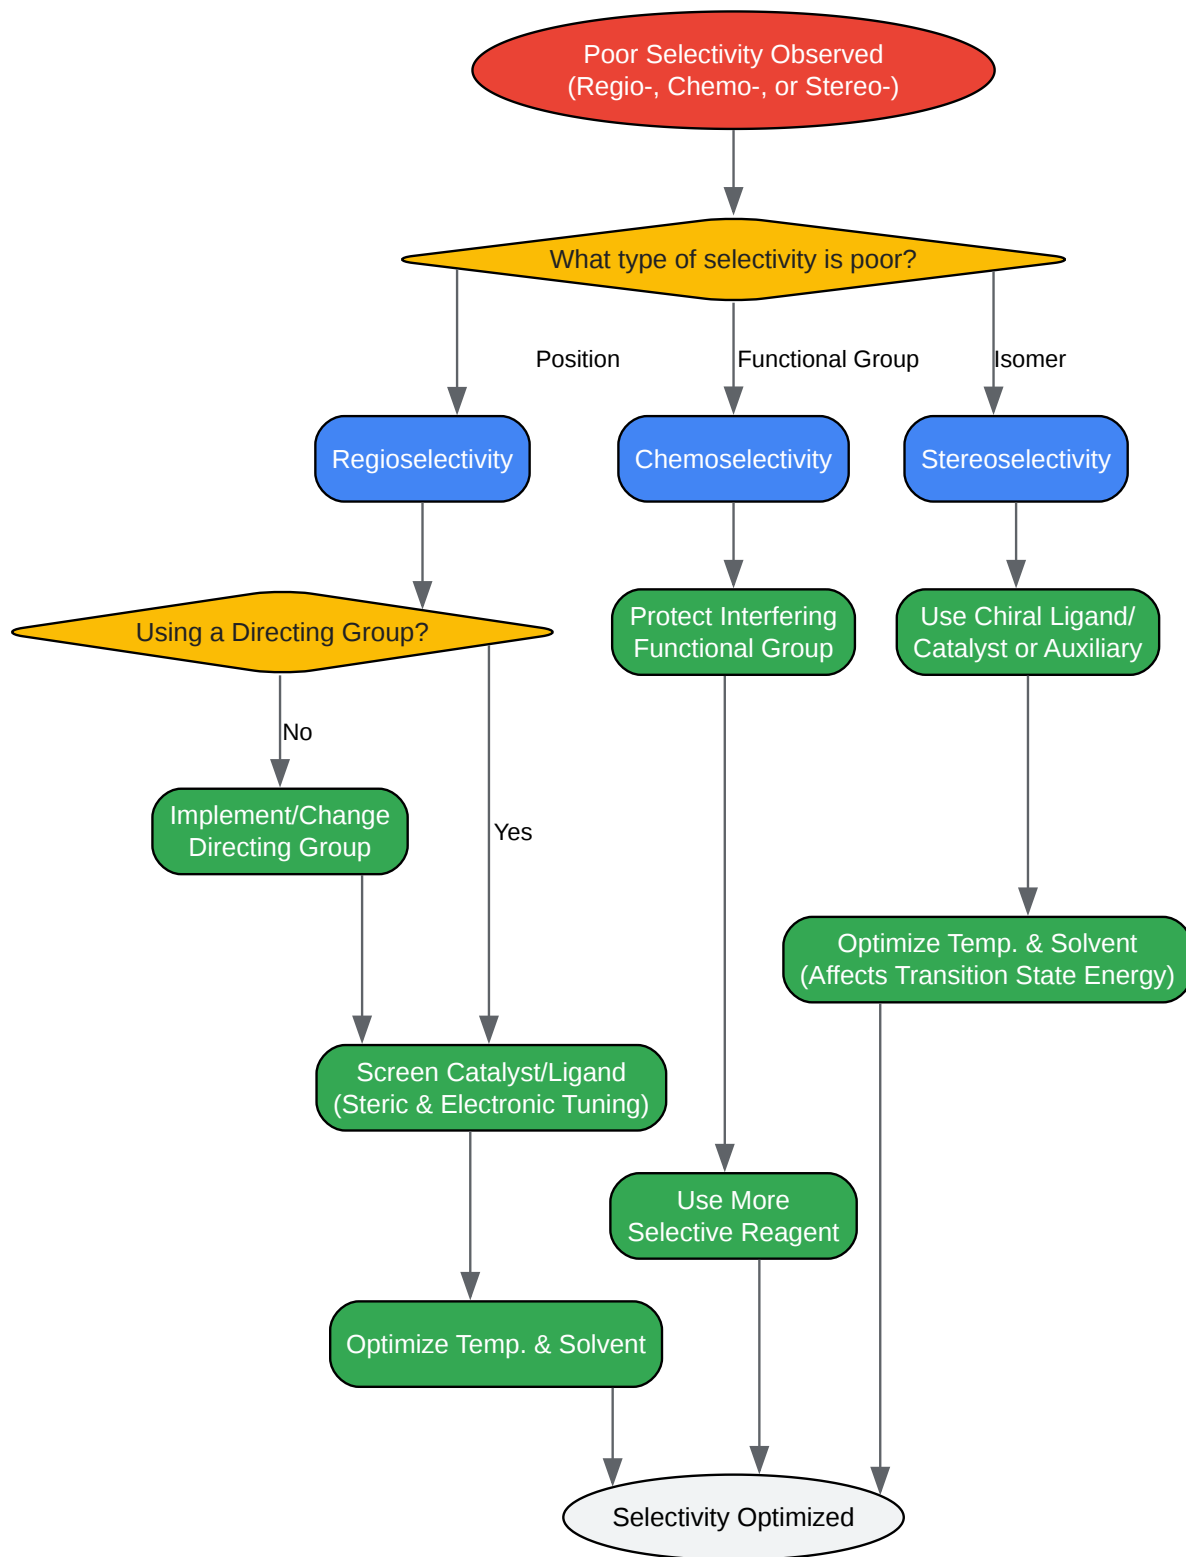 Poor Selectivity Observed
(Regio-, Chemo-, or Stereo-)
What type of selectivity is poor?
Position
Functional Group
Isomer
Regioselectivity
Chemoselectivity
Stereoselectivity
Using a Directing Group?
Protect Interfering
Functional Group
Use Chiral Ligand/
Catalyst or Auxiliary
No
Implement/Change
Directing Group
Yes
Optimize Temp. & Solvent
(Affects Transition State Energy)
Screen Catalyst/Ligand
(Steric & Electronic Tuning)
Use More
Selective Reagent
Optimize Temp. & Solvent
Selectivity Optimized